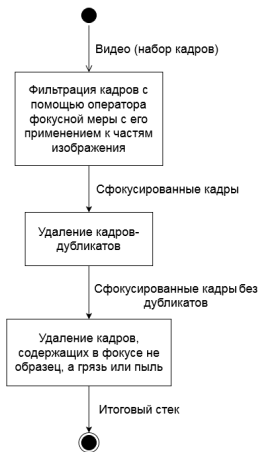 Видео (набор кадров)
Фильтрация кадров с
помощью оператора
фокусной меры с его
применением к частям
изображения
Сфокусированные кадры
Удаление кадров-
дубликатов
Сфокусированные кадры без
дубликатов
Удаление кадров,
содержащих в фокусе не
образец, а грязь или пыль
Итоговый стек